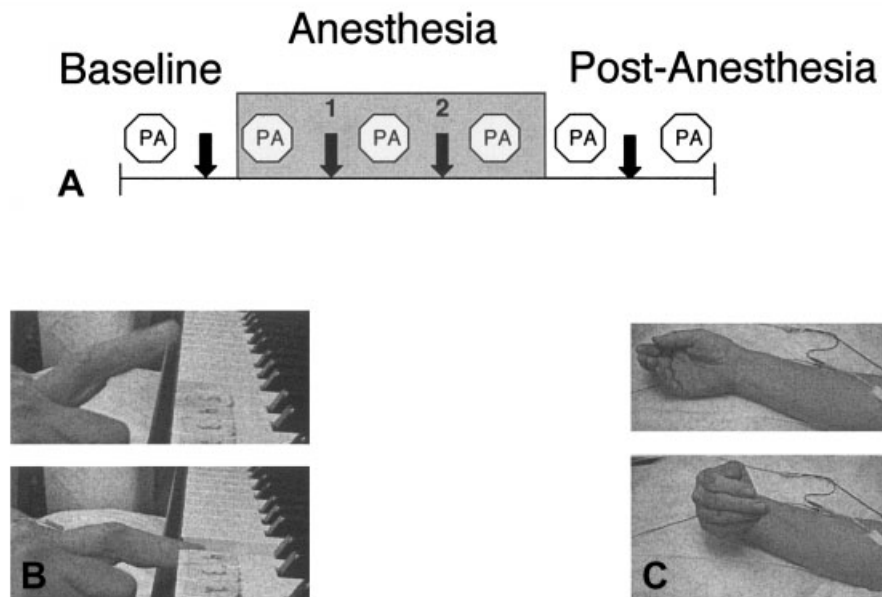 Anesthesia
Baseline
Post-Anesthesia
1 2
PA PA PA PA PA PA
A
B
C